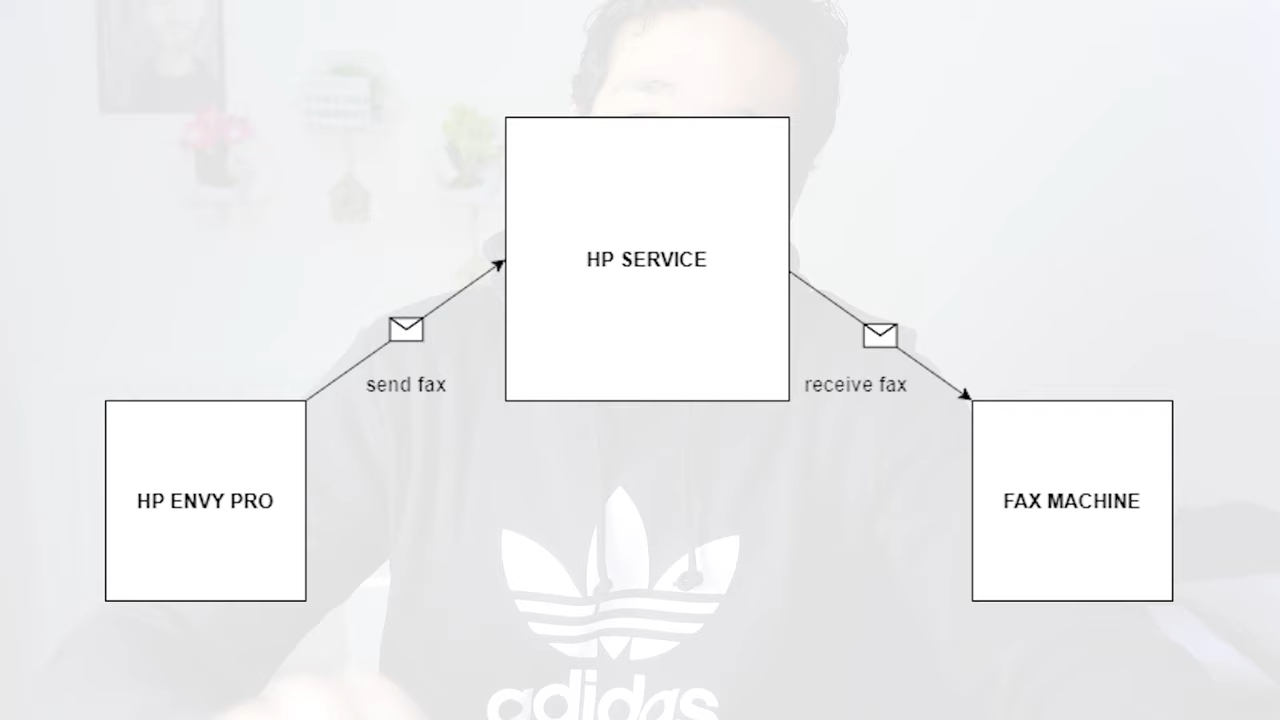 HP SERVICE
send fax
receive fax
HP ENVY PRO
FAX MACHINE
adidas